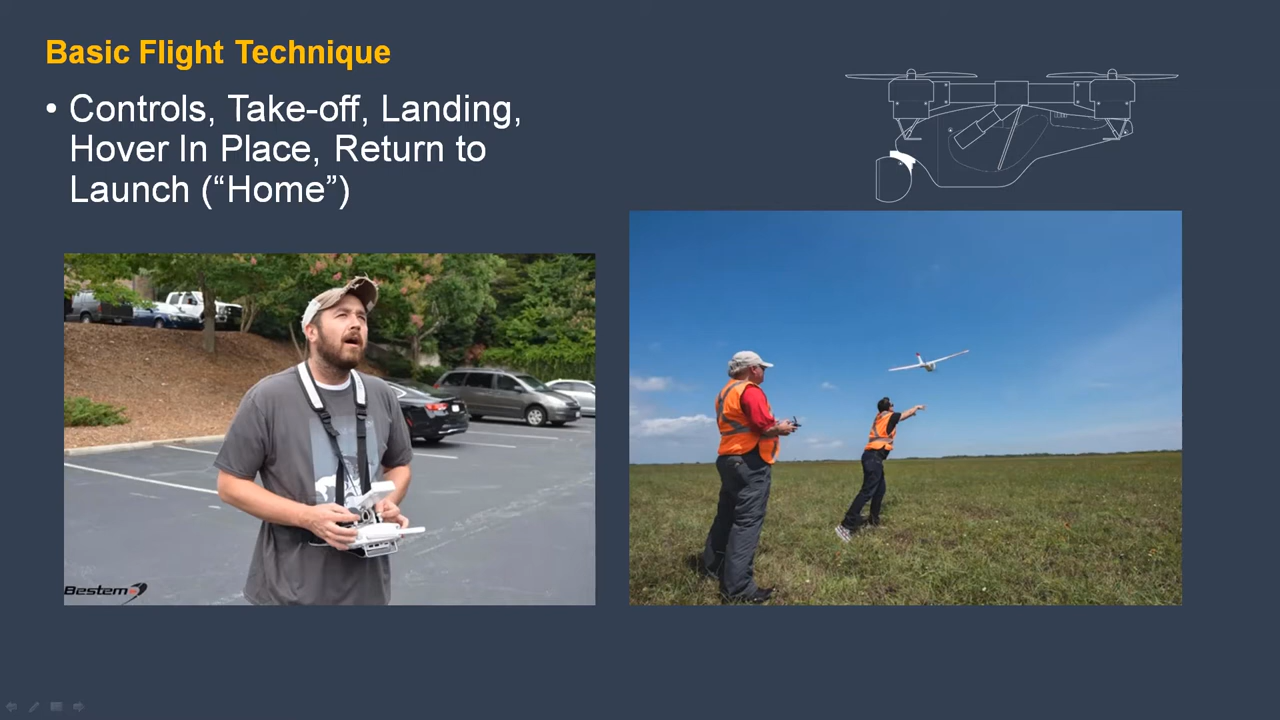 Basic Flight Technique
• Controls, Take-off, Landing,
Hover In Place, Return to
Launch (“Home”)
Bestem